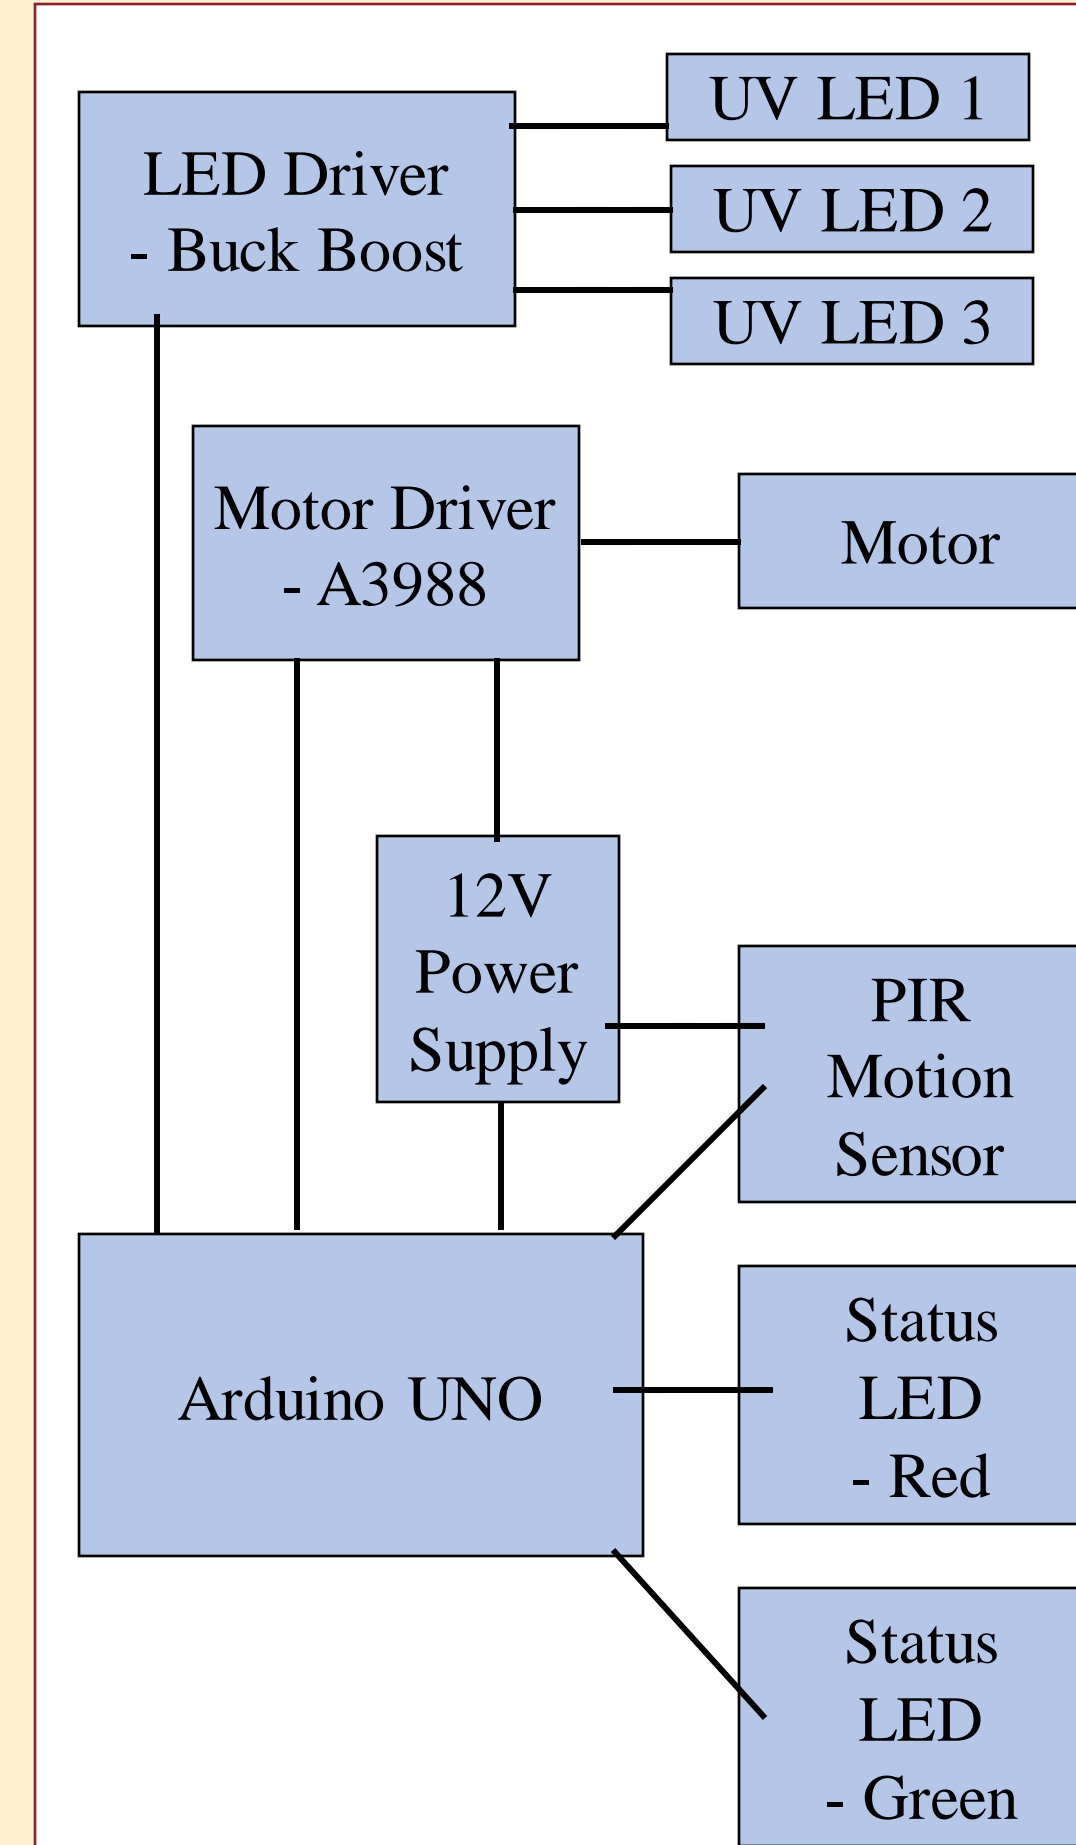 UV LED 1
LED Driver
- Buck Boost
UV LED 2
UV LED 3
Motor Driver
- A3988
Motor
12V
Power
Supply
PIR
Motion
Sensor
Arduino UNO
Status
LED
- Red
Status
LED
- Green